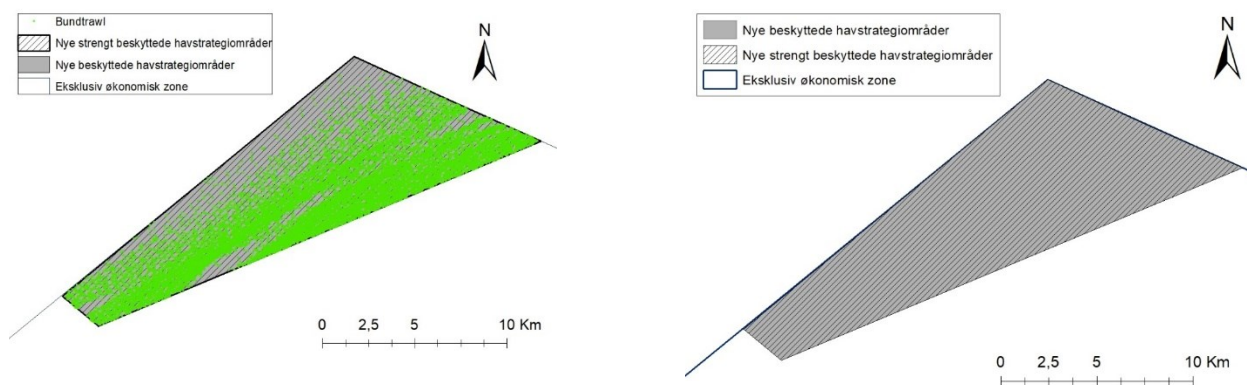 Bundtrawl
Nye strengt beskyttede havstrategiområder
Nye beskyttede havstrategiområder
Eksklusiv økonomisk zone
N
0 2,5 5 10 Km
Nye beskyttede havstrategiområder
Nye strengt beskyttede havstrategiområder
Eksklusiv økonomisk zone
N
0 2,5 5 10 Km